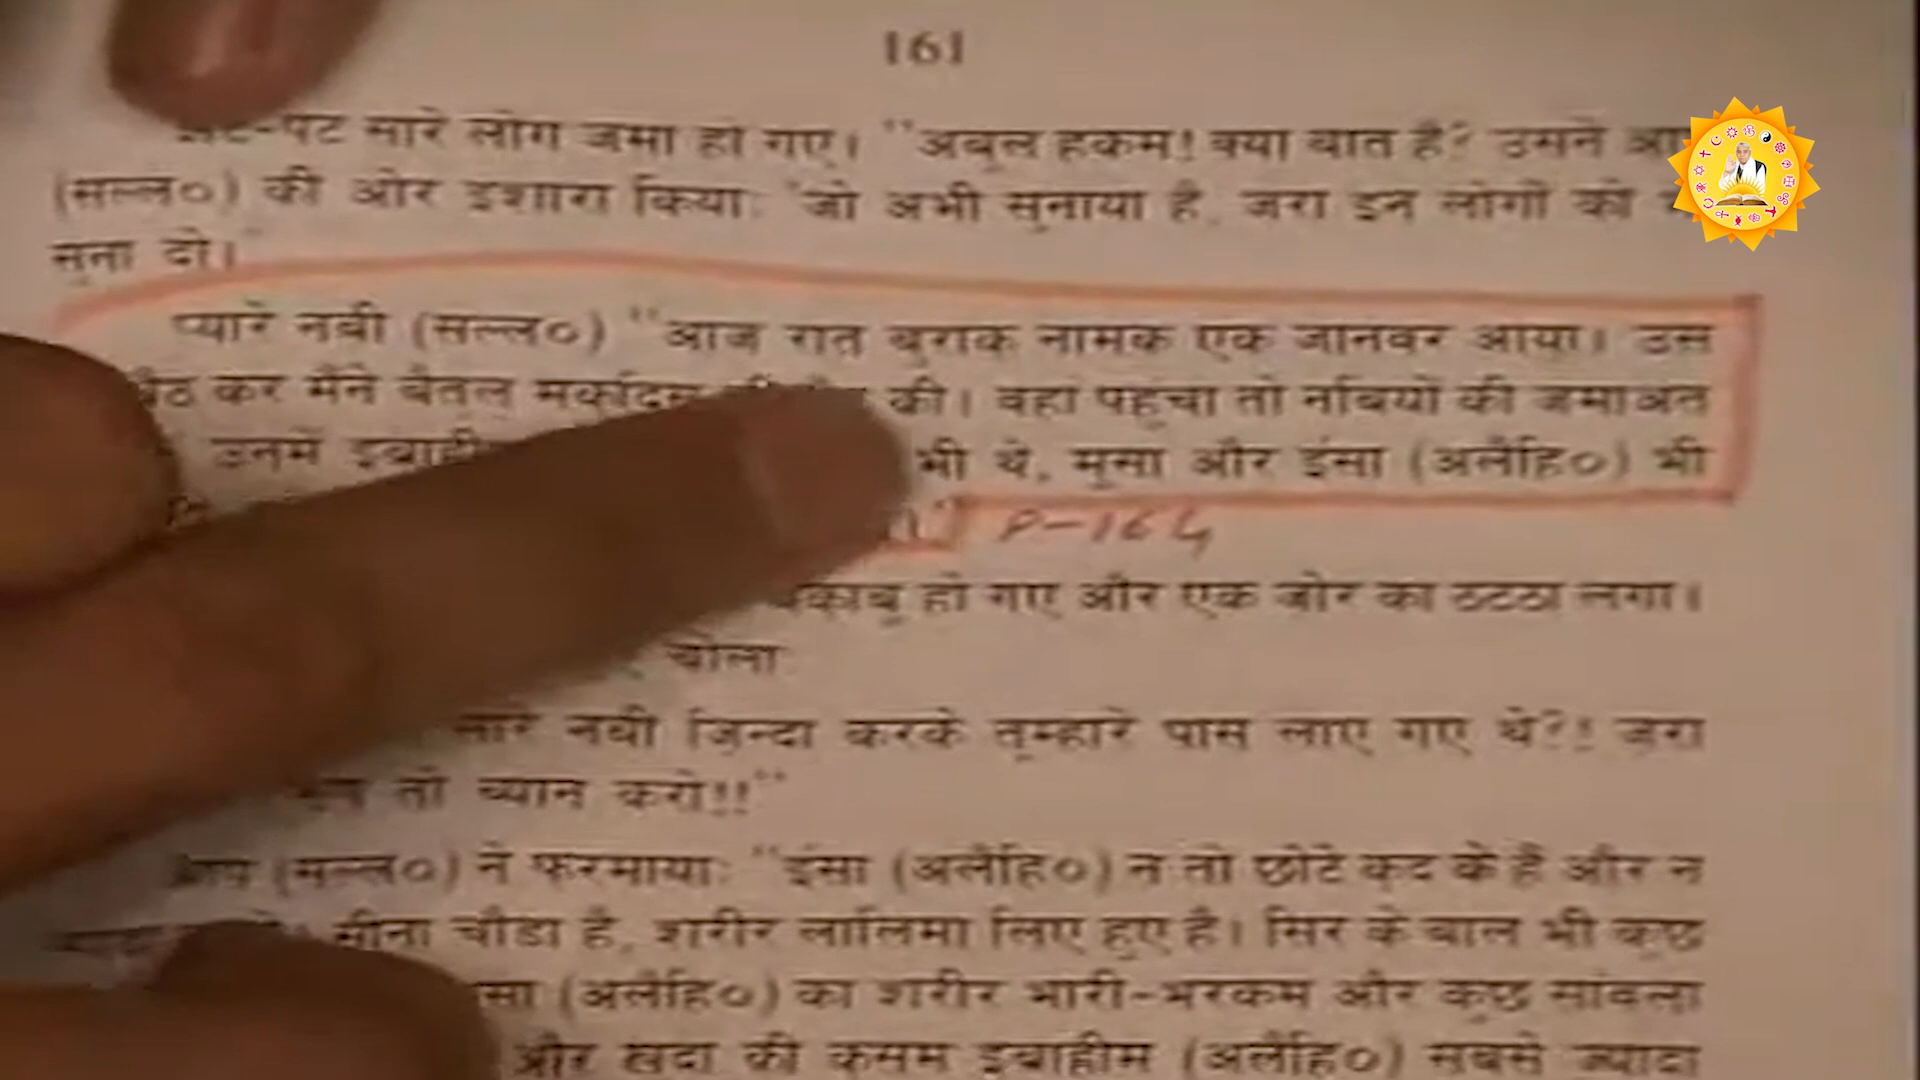 161
सारे लोग जमा हो गए। "अबुल हकम! क्या बात है? उसने
(सल्ल०) की ओर इशारा किया: "जो अभी सुनाया है, जरा इन लोगों को
सुना दो।"
प्यारे नबी (सल्ल०) "आज रात बुराक नामक एक जानवर आया। उस
बैठ कर मैंने बैतल की। वहां पहुंचा तो नबियों की जमाअत
उनमें भी थे, मूसा और ईसा (अलैहि०) भी
P-164
हो गए और एक जोर का ठटठा लगा।
बोला
सारे नबी ज़िन्दा करके तुम्हारे पास लाए गए थे?! जरा
तो ब्यान करो!!"
आप (सल्ल०) ने फरमाया: "ईसा (अलैहि०) न तो छोटे कद के हैं और न
सीना चौडा है, शरीर लालिमा लिए हुए है। सिर के बाल भी कुछ
(अलैहि०) का शरीर भारी-भरकम और कुछ सांवला
और खुदा की कसम इब्राहीम (अलैहि०) सबसे ज्यादा